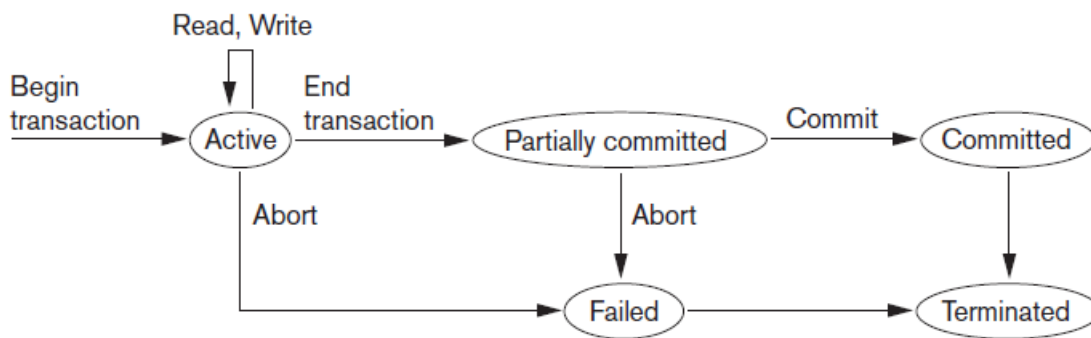 Read, Write
Begin
transaction
End
transaction
Active
Partially committed
Commit
Committed
Abort
Abort
Failed
Terminated